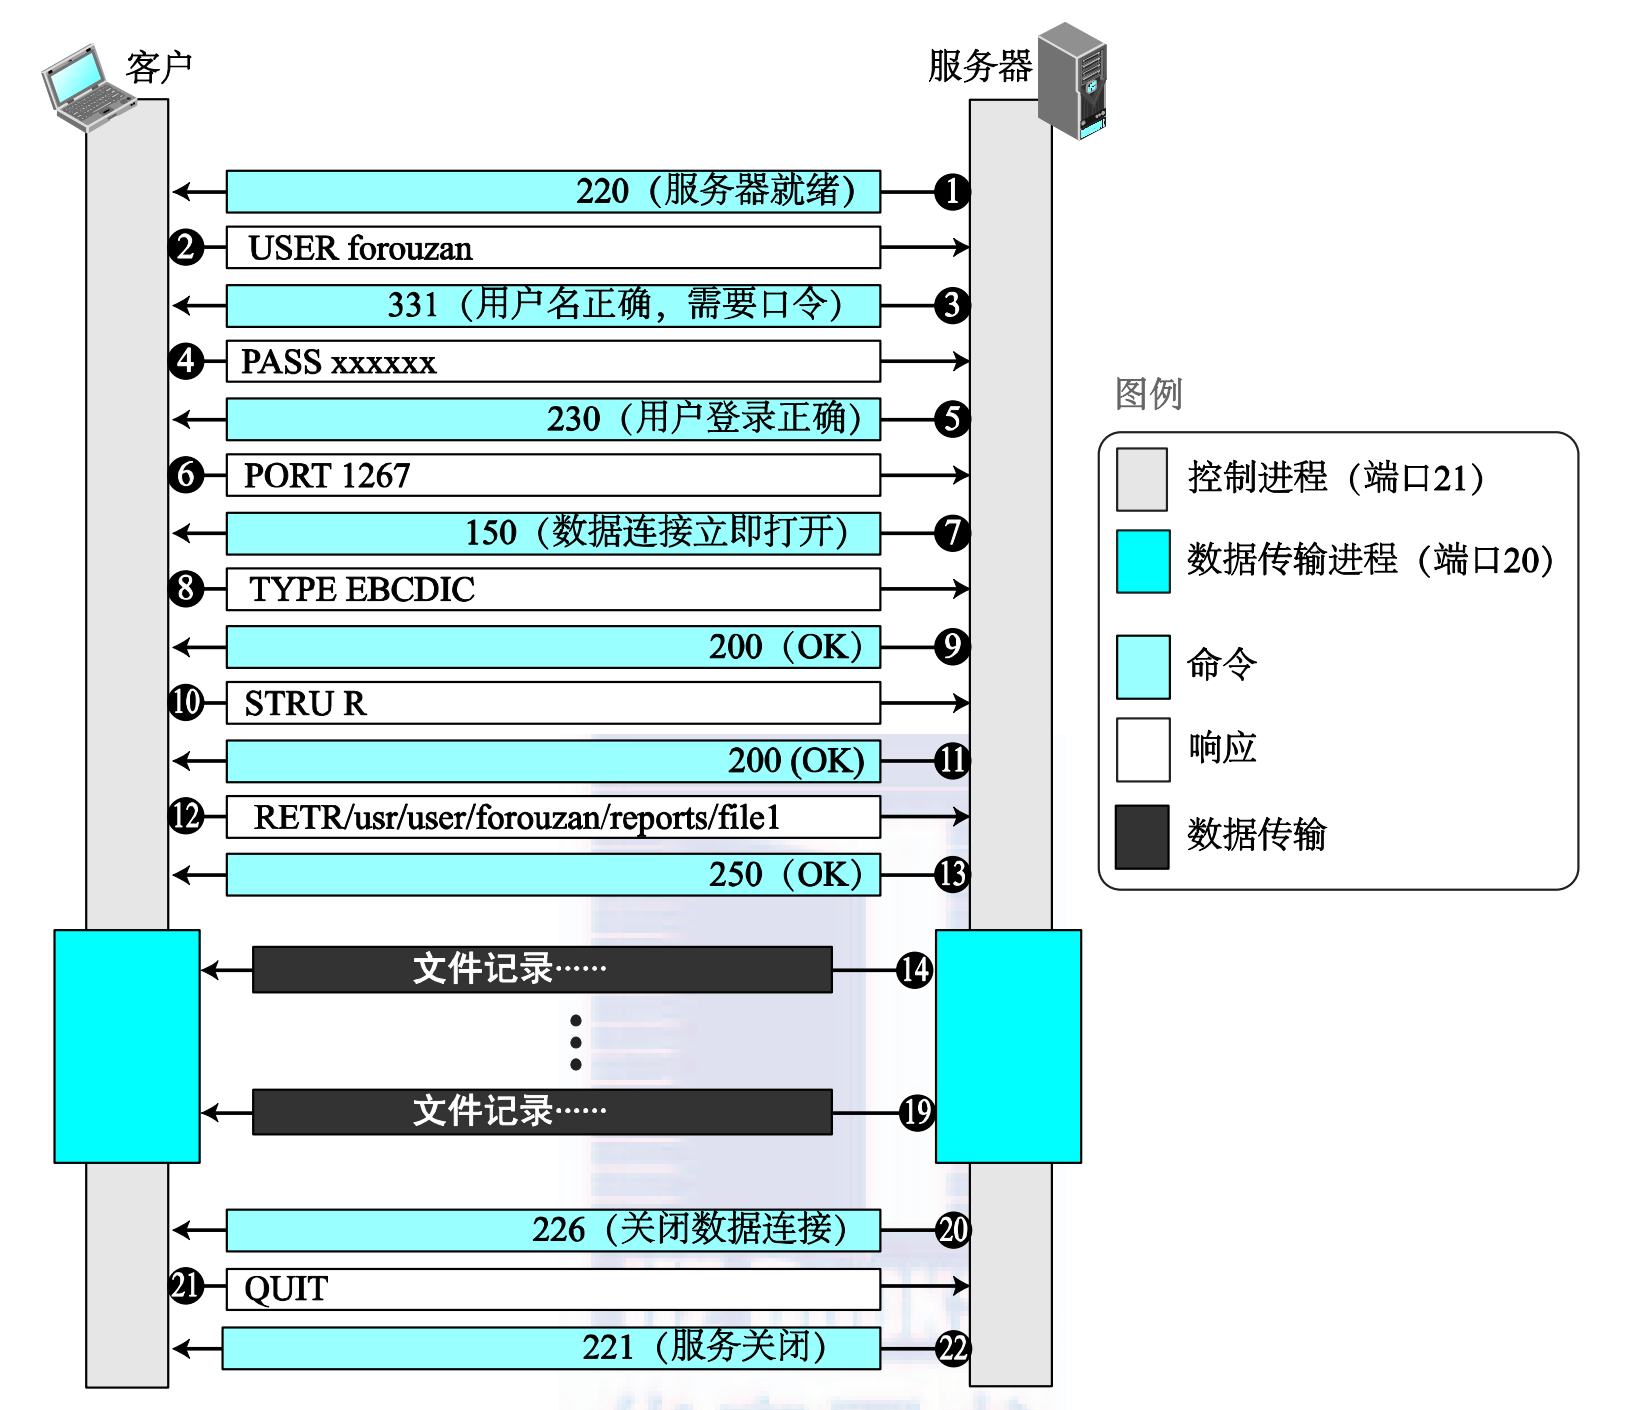 客户
服务器
220（服务器就绪）
1
2
USER forouzan
331（用户名正确，需要口令）
3
4
PASS xxxxxx
230（用户登录正确）
5
6
PORT 1267
150（数据连接立即打开）
7
8
TYPE EBCDIC
200（OK）
9
10
STRU R
200 (OK)
11
12
RETR/usr/user/forouzan/reports/file1
250（OK）
13
文件记录……
14
文件记录……
19
226（关闭数据连接）
20
21
QUIT
221（服务关闭）
22
图例
控制进程（端口21）
数据传输进程（端口20）
命令
响应
数据传输